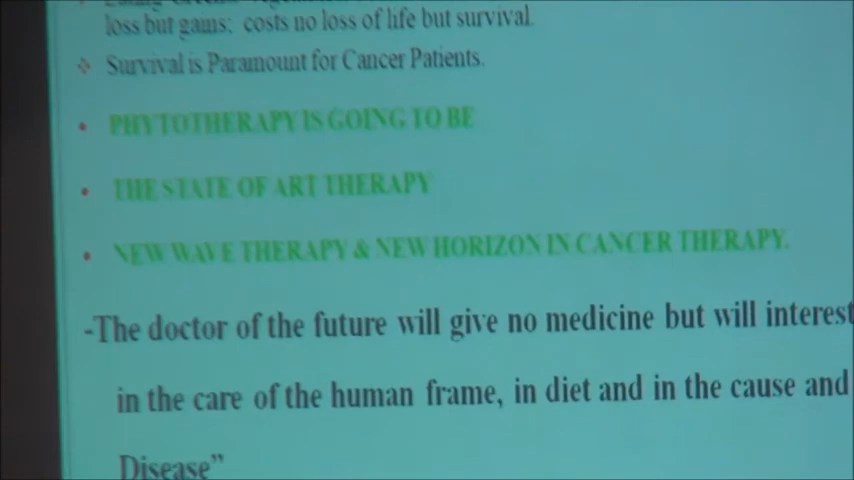 loss but gains: costs no loss of life but survival.
Survival is Paramount for Cancer Patients.
PHYTOTHERAPY IS GOING TO BE
THE STATE OF ART THERAPY
NEW WAVE THERAPY & NEW HORIZON IN CANCER THERAPY.
-The doctor of the future will give no medicine but will interest
in the care of the human frame, in diet and in the cause and
Disease”